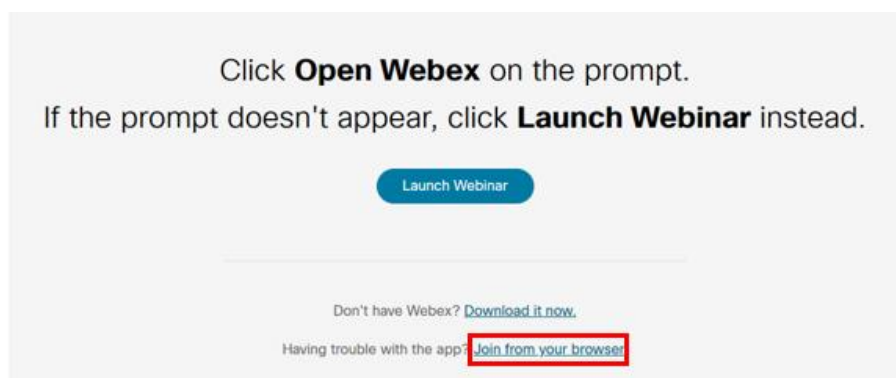 Click Open Webex on the prompt.
If the prompt doesn't appear, click Launch Webinar instead.
Launch Webinar
Don't have Webex? Download it now.
Having trouble with the app? Join from your browser